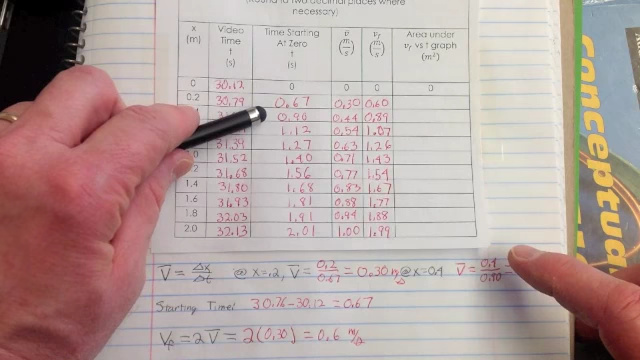 (Round to two decimal places where
necessary)
x (m) Video Time t (s) Time Starting At Zero t (s) v̄ (m/s) vf (m/s) Area under vf vs t graph (m²)
0 30.12 0 0 0 0
0.2 30.79 0.67 0.30 0.60
0.90 0.44 0.89
1.12 0.54 1.07
31.39 1.27 0.63 1.26
31.52 1.40 0.71 1.43
31.68 1.56 0.77 1.54
1.4 31.80 1.68 0.83 1.67
1.6 31.93 1.81 0.88 1.77
1.8 32.03 1.91 0.94 1.88
2.0 32.13 2.01 1.00 1.99
V̄ = Δx/Δt @ x=.2, V̄ = 0.2/0.67 = 0.30 m/s @ x=0.4 V̄ = 0.4/0.90 =
Starting Time: 30.76-30.12 = 0.67
Vf = 2V̄ = 2(0.30) = 0.6 m/s
conceptua